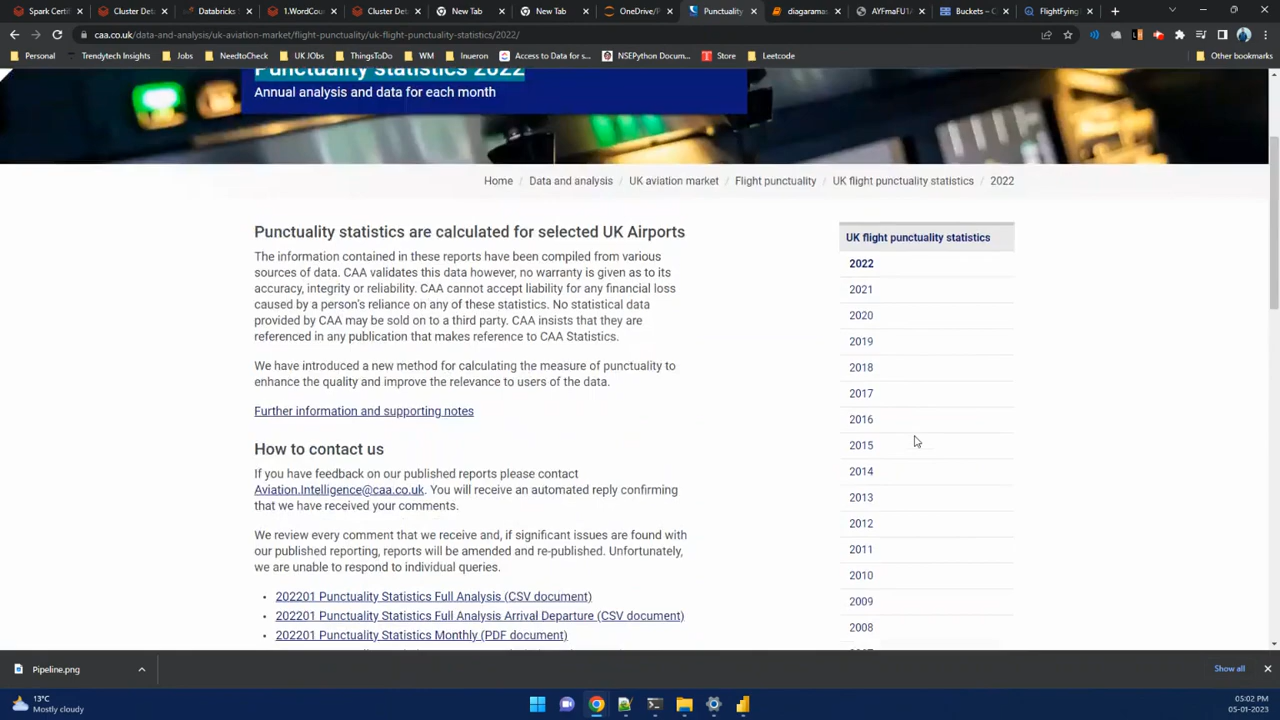 Spark Certi
Cluster Deta
Databricks
1.WordCou
Cluster Deta
New Tab
New Tab
OneDrive/F
Punctuality
diagramas
AYFmaFU1/
Buckets – C
FlightFlying
caa.co.uk/data-and-analysis/uk-aviation-market/flight-punctuality/uk-flight-punctuality-statistics/2022/
Personal
Trendytech Insights
Jobs
NeedtoCheck
UK JObs
ThingsToDo
WM
Inueron
Access to Data for s...
NSEPython Docum...
Store
Leetcode
Other bookmarks
Punctuality statistics 2022
Annual analysis and data for each month
Home / Data and analysis / UK aviation market / Flight punctuality / UK flight punctuality statistics / 2022
Punctuality statistics are calculated for selected UK Airports
The information contained in these reports have been compiled from various
sources of data. CAA validates this data however, no warranty is given as to its
accuracy, integrity or reliability. CAA cannot accept liability for any financial loss
caused by a person's reliance on any of these statistics. No statistical data
provided by CAA may be sold on to a third party. CAA insists that they are
referenced in any publication that makes reference to CAA Statistics.
We have introduced a new method for calculating the measure of punctuality to
enhance the quality and improve the relevance to users of the data.
Further information and supporting notes
How to contact us
If you have feedback on our published reports please contact
Aviation.Intelligence@caa.co.uk. You will receive an automated reply confirming
that we have received your comments.
We review every comment that we receive and, if significant issues are found with
our published reporting, reports will be amended and re-published. Unfortunately,
we are unable to respond to individual queries.
• 202201 Punctuality Statistics Full Analysis (CSV document)
• 202201 Punctuality Statistics Full Analysis Arrival Departure (CSV document)
• 202201 Punctuality Statistics Monthly (PDF document)
UK flight punctuality statistics
2022
2021
2020
2019
2018
2017
2016
2015
2014
2013
2012
2011
2010
2009
2008
Pipeline.png
Show all
13°C
Mostly cloudy
05:02 PM
05-01-2023